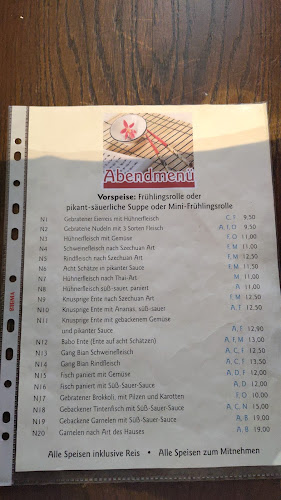 Abendmenü
Vorspeise: Frühlingsrolle oder
pikant-säuerliche Suppe oder Mini-Frühlingsrolle
N1 Gebratener Eierreis mit Hühnerfleisch C, F 9,50
N2 Gebratene Nudeln mit 3 Sorten Fleisch A, F, D 9,50
N3 Hühnerfleisch mit Gemüse F, O 11,00
N4 Schweinefleisch nach Szechuan Art F, M 11,00
N5 Rindfleisch nach Szechuan Art F, M 12,50
N6 Acht Schätze in pikanter Sauce F, M 11,50
N7 Hühnerfleisch nach Thai-Art M 11,00
N8 Hühnerfleisch süß-sauer, paniert A 11,00
N9 Knusprige Ente nach Szechuan Art F, M 12,50
N10 Knusprige Ente mit Ananas, süß-sauer A, F 12,50
N11 Knusprige Ente mit gebackenem Gemüse
und pikanter Sauce A, F 12,90
N12 Babo Ente (Ente auf acht Schätzen) A, F, M 13,00
N13 Gang Bian Schweinefleisch A, C, F 12,50
N14 Gang Bian Rindfleisch A, C, F 13,50
N15 Fisch paniert mit Gemüse A, D, F 12,00
N16 Fisch paniert mit Süß-Sauer-Sauce A, D 12,00
N17 Gebratener Brokkoli, mit Pilzen und Karotten F, O 10,00
N18 Gebackener Tintenfisch mit Süß-Sauer-Sauce A, C, N 15,00
N19 Gebackene Garnelen mit Süß-Sauer-Sauce A, B 19,00
N20 Garnelen nach Art des Hauses A, B 19,00
Alle Speisen inklusive Reis • Alle Speisen zum Mitnehmen